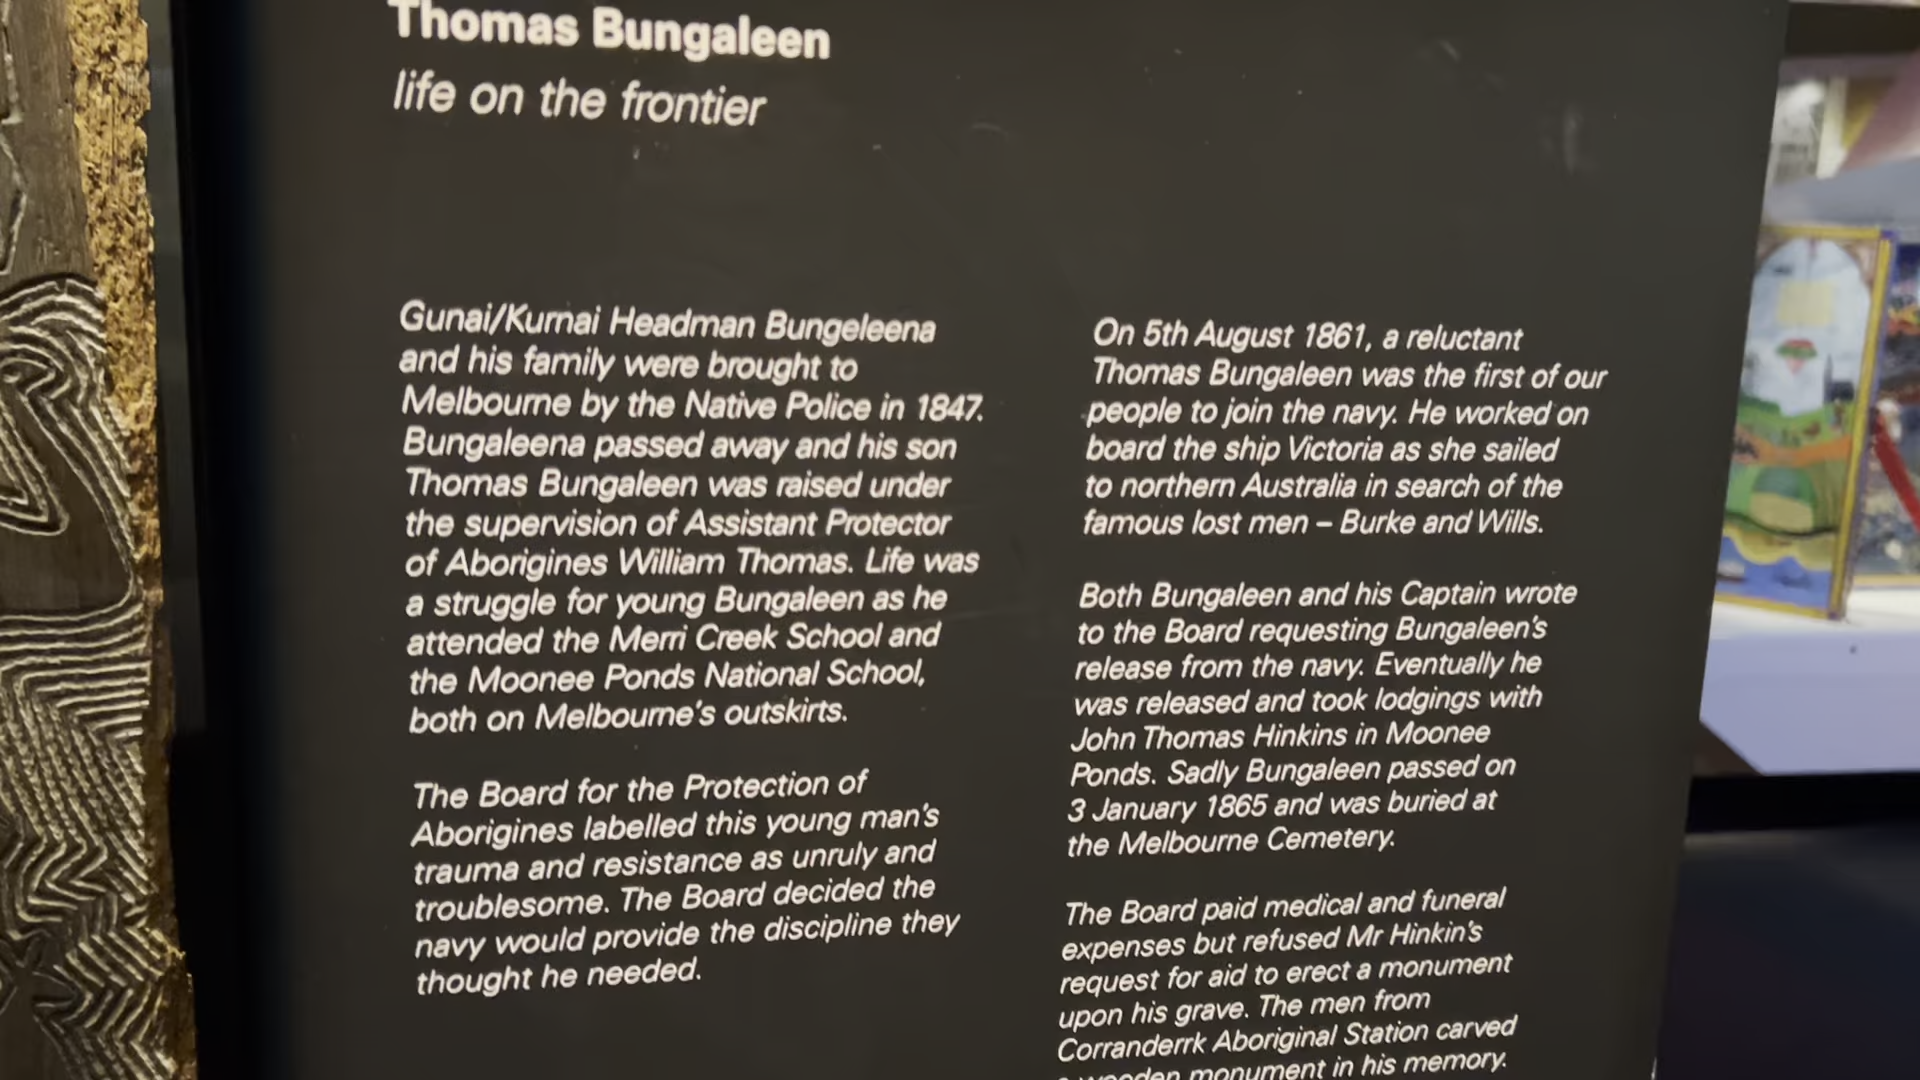 Thomas Bungaleen
life on the frontier
Gunai/Kurnai Headman Bungeleena
and his family were brought to
Melbourne by the Native Police in 1847.
Bungaleena passed away and his son
Thomas Bungaleen was raised under
the supervision of Assistant Protector
of Aborigines William Thomas. Life was
a struggle for young Bungaleen as he
attended the Merri Creek School and
the Moonee Ponds National School,
both on Melbourne's outskirts.
The Board for the Protection of
Aborigines labelled this young man's
trauma and resistance as unruly and
troublesome. The Board decided the
navy would provide the discipline they
thought he needed.
On 5th August 1861, a reluctant
Thomas Bungaleen was the first of our
people to join the navy. He worked on
board the ship Victoria as she sailed
to northern Australia in search of the
famous lost men – Burke and Wills.
Both Bungaleen and his Captain wrote
to the Board requesting Bungaleen's
release from the navy. Eventually he
was released and took lodgings with
John Thomas Hinkins in Moonee
Ponds. Sadly Bungaleen passed on
3 January 1865 and was buried at
the Melbourne Cemetery.
The Board paid medical and funeral
expenses but refused Mr Hinkin's
request for aid to erect a monument
upon his grave. The men from
Corranderrk Aboriginal Station carved
a wooden monument in his memory.